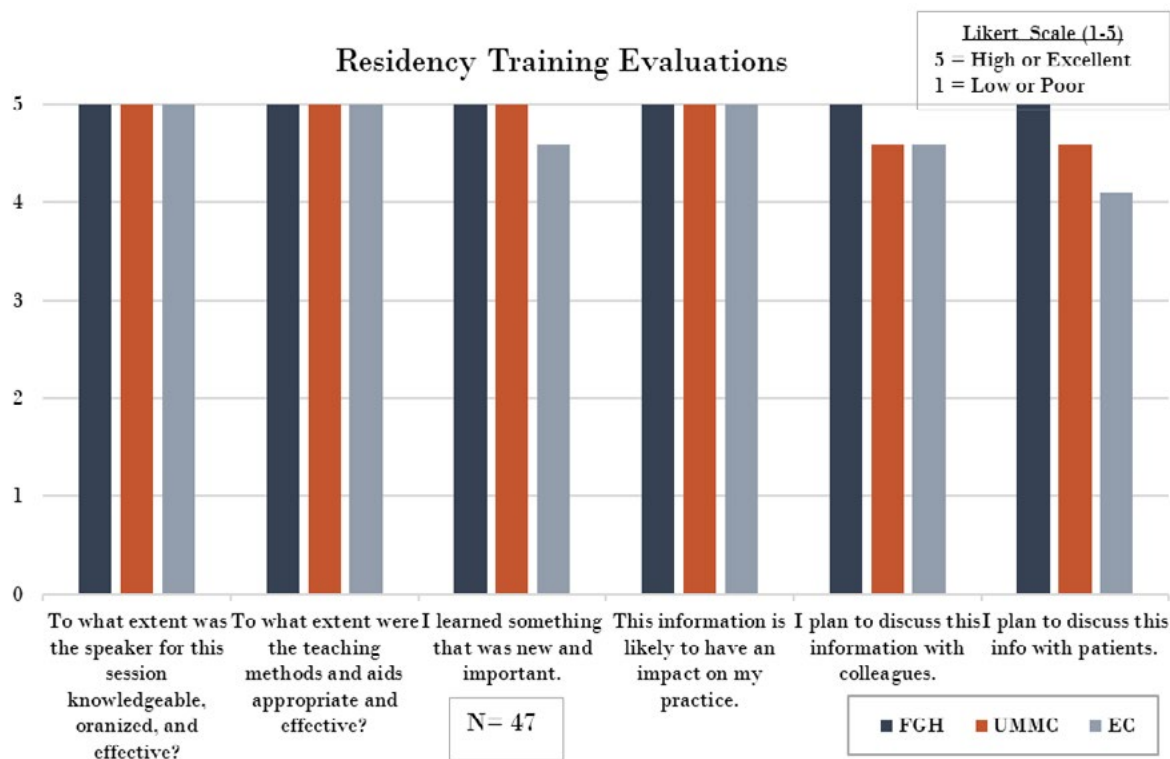 Residency Training Evaluations
Likert Scale (1-5)
5 = High or Excellent
1 = Low or Poor
5
4
3
2
1
0
To what extent was
the speaker for this
session
knowledgeable,
oranized, and
effective?
To what extent were
the teaching
methods and aids
appropriate and
effective?
I learned something
that was new and
important.
This information is
likely to have an
impact on my
practice.
I plan to discuss this
information with
colleagues.
I plan to discuss this
info with patients.
N= 47
FGH UMMC EC